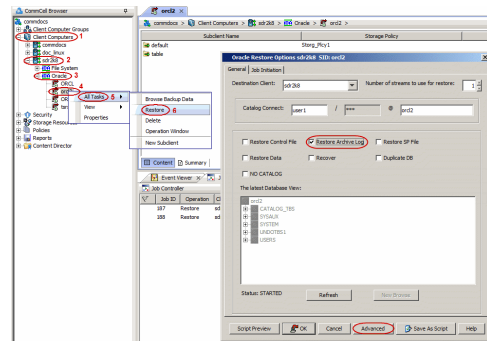 CommCell Browser
commdocs
Client Computer Groups
Client Computers 1
commdocs
doc_linux
sdr2k8 2
File System
Oracle 3
ORCL
4
All Tasks 5
View
Properties
Security
Storage Resources
Policies
Reports
Content Director
Browse Backup Data
Restore 6
Delete
Operation Window
New Subclient
orcl2 x
commdocs > Client Computers > sdr2k8 > Oracle > orcl2 >
Subclient Name
Storage Policy
default
Storg_Plcy1
table
Content
Summary
Event Viewer x
Job Controller
Job ID
Operation
187
Restore
188
Restore
Oracle Restore Options sdr2k8 SID: orcl2
General
Job Initiation
Destination Client:
sdr2k8
Number of streams to use for restore:
1
Catalog Connect:
user1
/
****
@
orcl2
Restore Control File
Restore Archive Log
Restore SP File
Restore Data
Recover
Duplicate DB
NO CATALOG
The latest Database View:
orcl2
CATALOG_TBS
SYSAUX
SYSTEM
UNDOTBS1
USERS
Status: STARTED
Refresh
New Browse
Script Preview
OK
Cancel
Advanced
Save As Script
Help